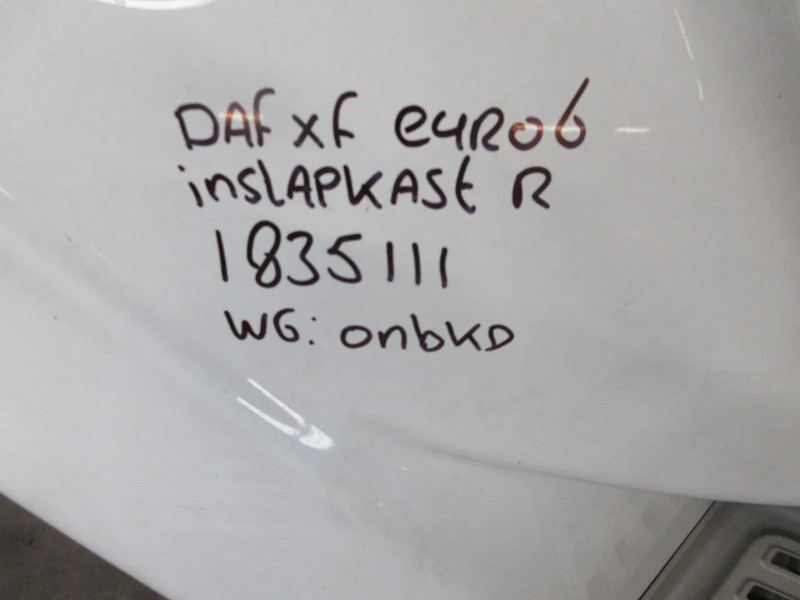 DAF XF euro6
inSLAPKASt R
1835111
WG: onbKD